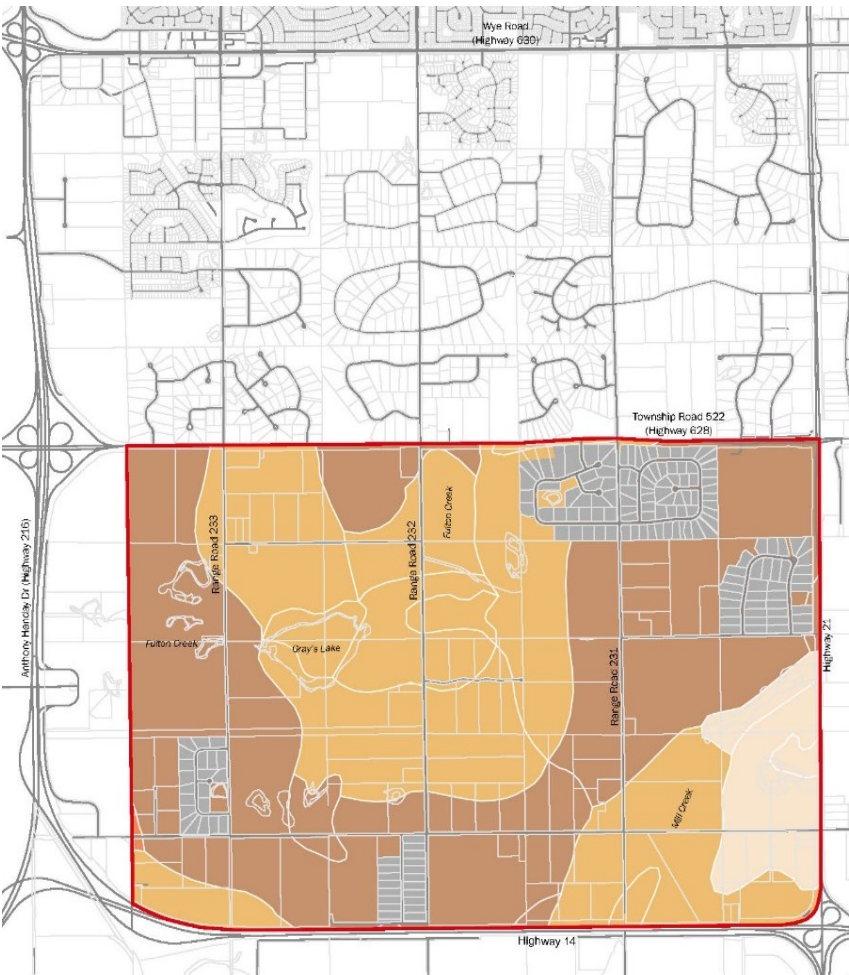 Wye Road
(Highway 630)
Township Road 522
(Highway 628)
Anthony Henday Dr (Highway 216)
Range Road 233
Range Road 232
Fulton Creek
Fulton Creek
Gray's Lake
Range Road 231
Highway 21
Mill Creek
Highway 14